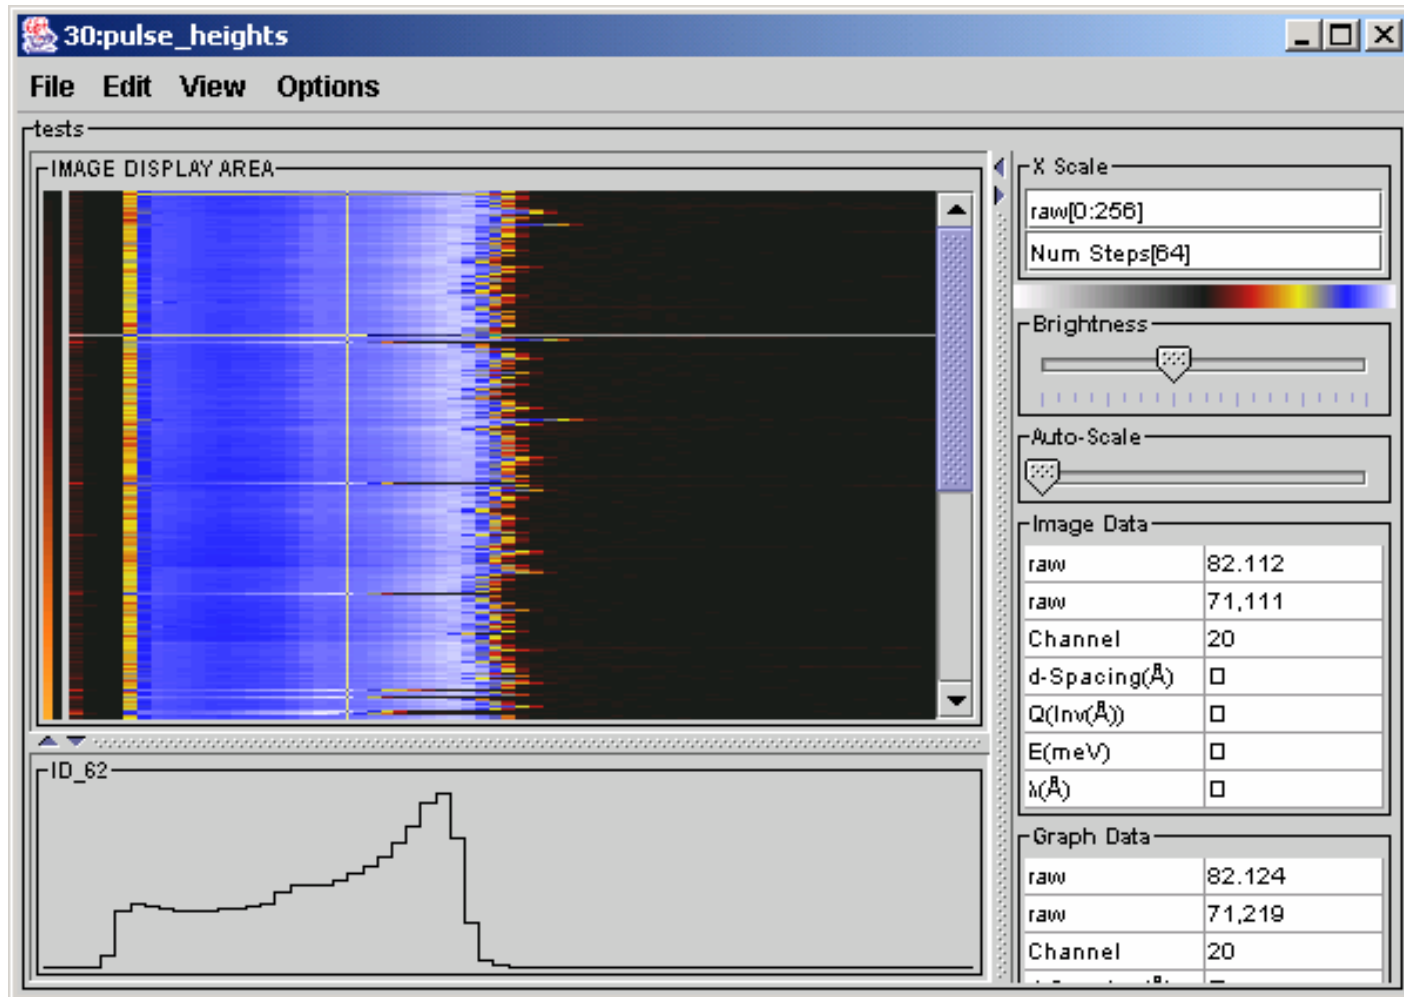 30:pulse_heights
File Edit View Options
tests
IMAGE DISPLAY AREA
X Scale
raw[0:256]
Num Steps[64]
Brightness
Auto-Scale
Image Data
raw 82.112
raw 71,111
Channel 20
d-Spacing(Å)
Q(Inv(Å))
E(meV)
λ(Å)
ID_62
Graph Data
raw 82.124
raw 71,219
Channel 20